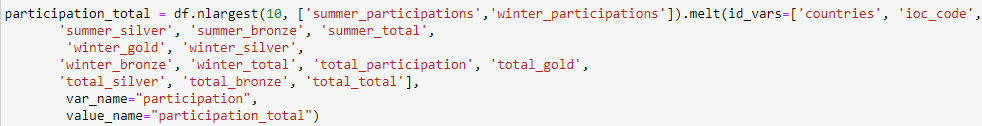 participation_total = df.nlargest(10, ['summer_participations','winter_participations']).melt(id_vars=['countries', 'ioc_code',
'summer_silver', 'summer_bronze', 'summer_total',
'winter_gold', 'winter_silver',
'winter_bronze', 'winter_total', 'total_participation', 'total_gold',
'total_silver', 'total_bronze', 'total_total'],
var_name="participation",
value_name="participation_total")